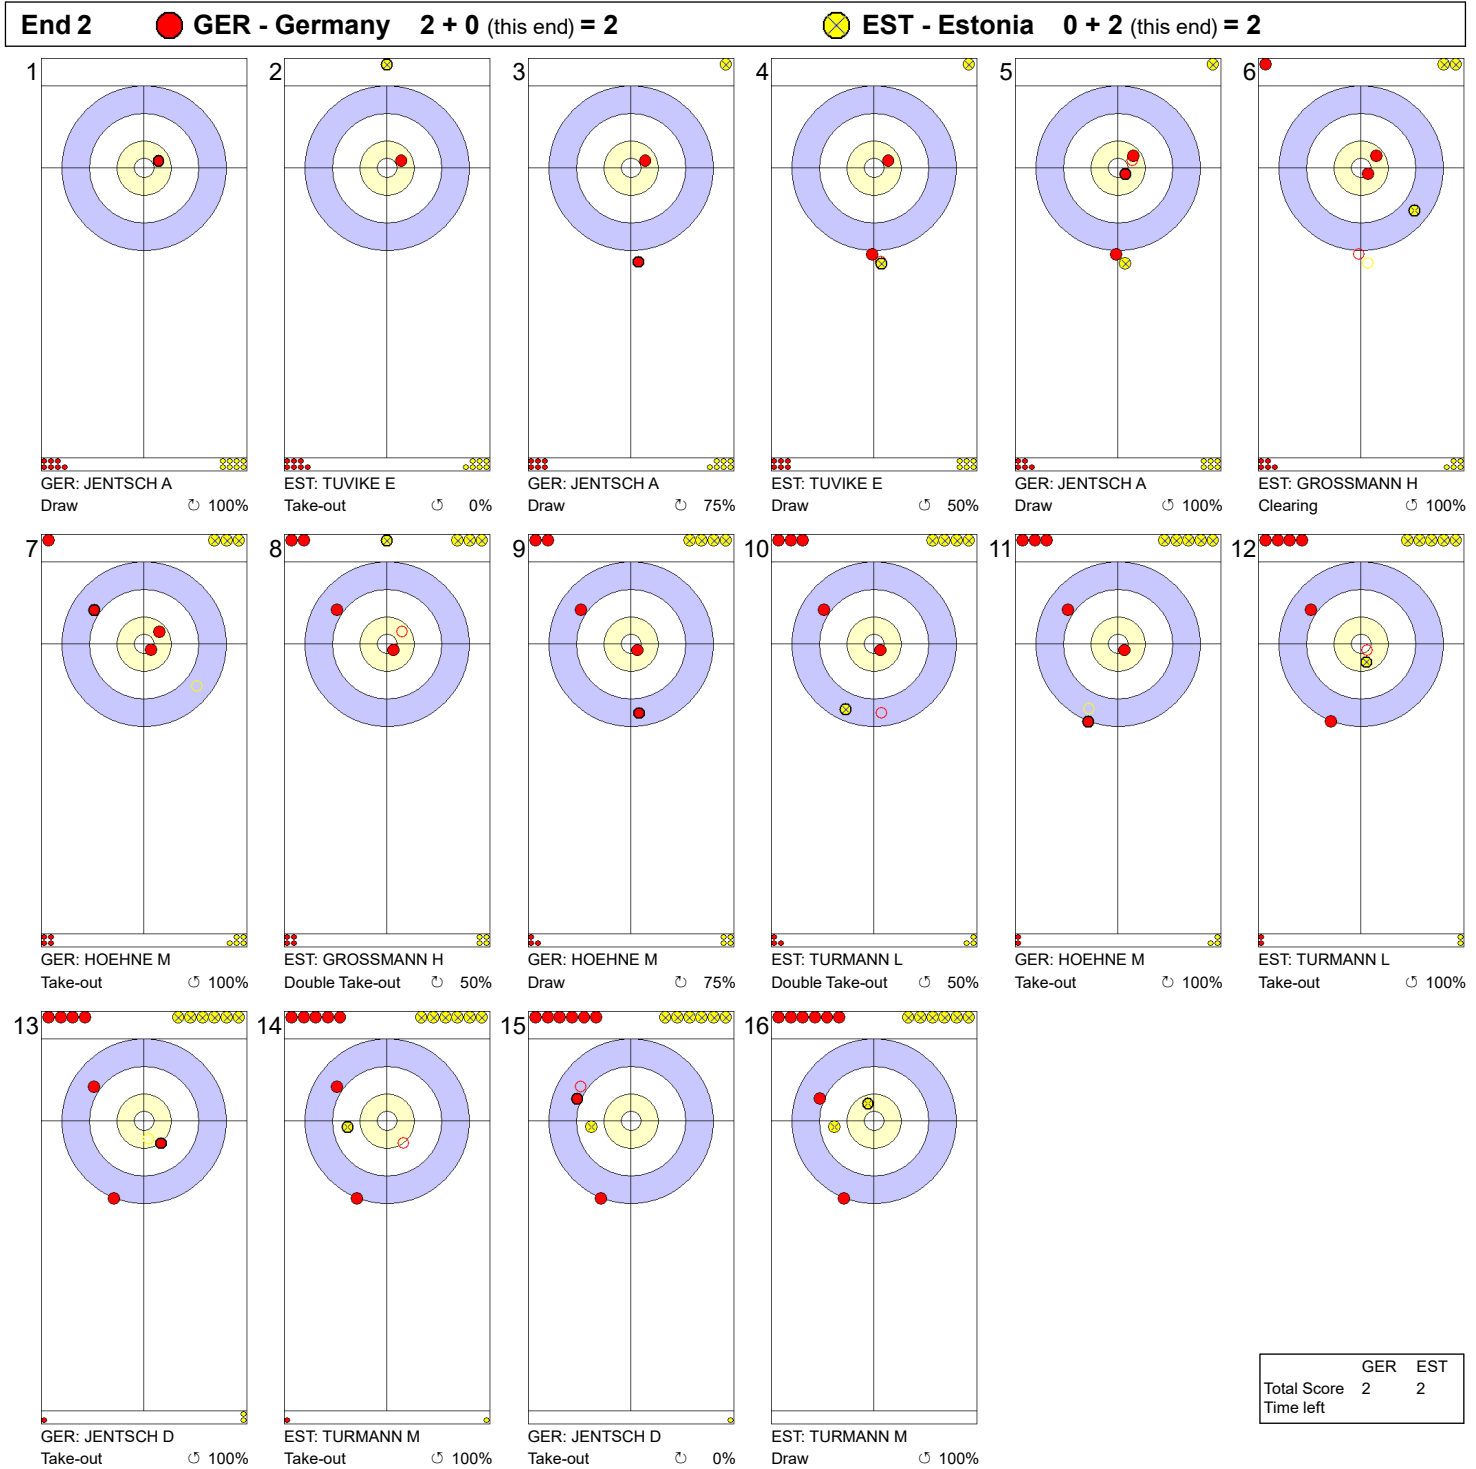 End 2 GER - Germany 2 + 0 (this end) = 2 EST - Estonia 0 + 2 (this end) = 2
1 2 3 4 5 6
GER: JENTSCH A EST: TUVIKE E GER: JENTSCH A EST: TUVIKE E GER: JENTSCH A EST: GROSSMANN H
Draw ↻ 100% Take-out ↺ 0% Draw ↻ 75% Draw ↺ 50% Draw ↻ 100% Clearing ↺ 100%
7 8 9 10 11 12
GER: HOEHNE M EST: GROSSMANN H GER: HOEHNE M EST: TURMANN L GER: HOEHNE M EST: TURMANN L
Take-out ↺ 100% Double Take-out ↺ 50% Draw ↻ 75% Double Take-out ↺ 50% Take-out ↻ 100% Take-out ↺ 100%
13 14 15 16
GER: JENTSCH D EST: TURMANN M GER: JENTSCH D EST: TURMANN M
Take-out ↺ 100% Take-out ↺ 100% Take-out ↻ 0% Draw ↺ 100%
GER EST
Total Score 2 2
Time left